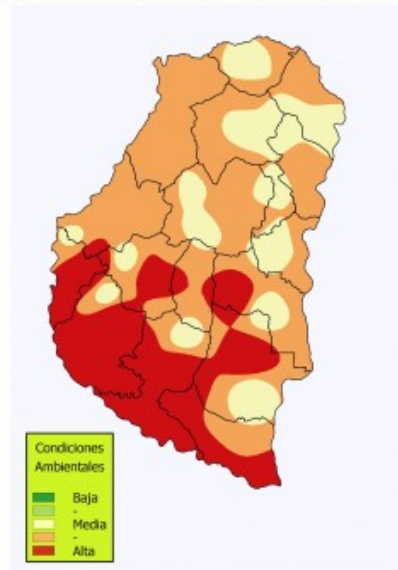 Condiciones
Ambientales
Baja
-
Media
-
Alta